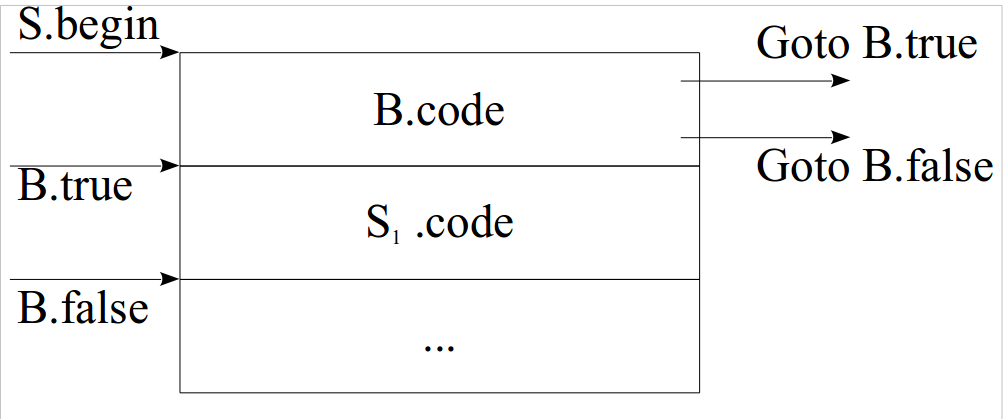 S.begin
Goto B.true
B.code
Goto B.false
B.true
S₁ .code
B.false
...